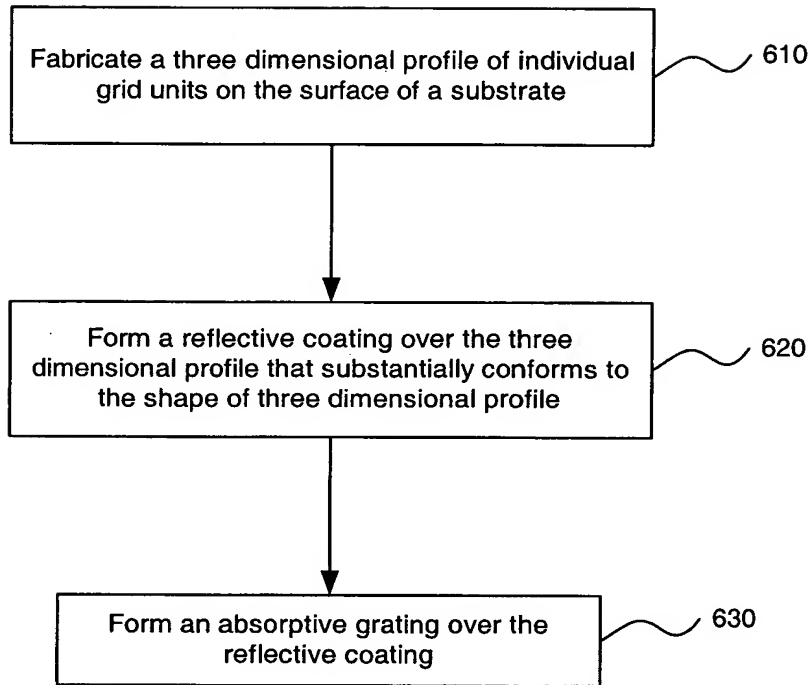 Fabricate a three dimensional profile of individual
grid units on the surface of a substrate
610
Form a reflective coating over the three
dimensional profile that substantially conforms to
the shape of three dimensional profile
620
Form an absorptive grating over the
reflective coating
630